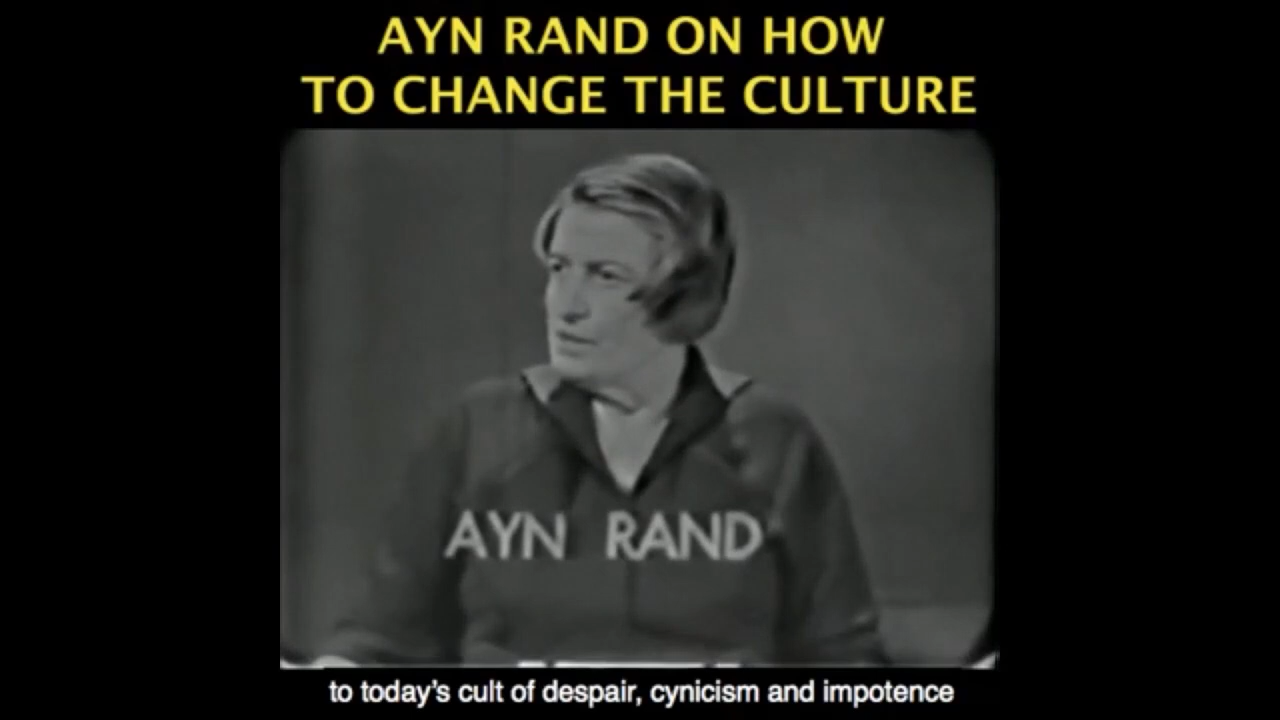 AYN RAND ON HOW
TO CHANGE THE CULTURE
AYN RAND
to today's cult of despair, cynicism and impotence